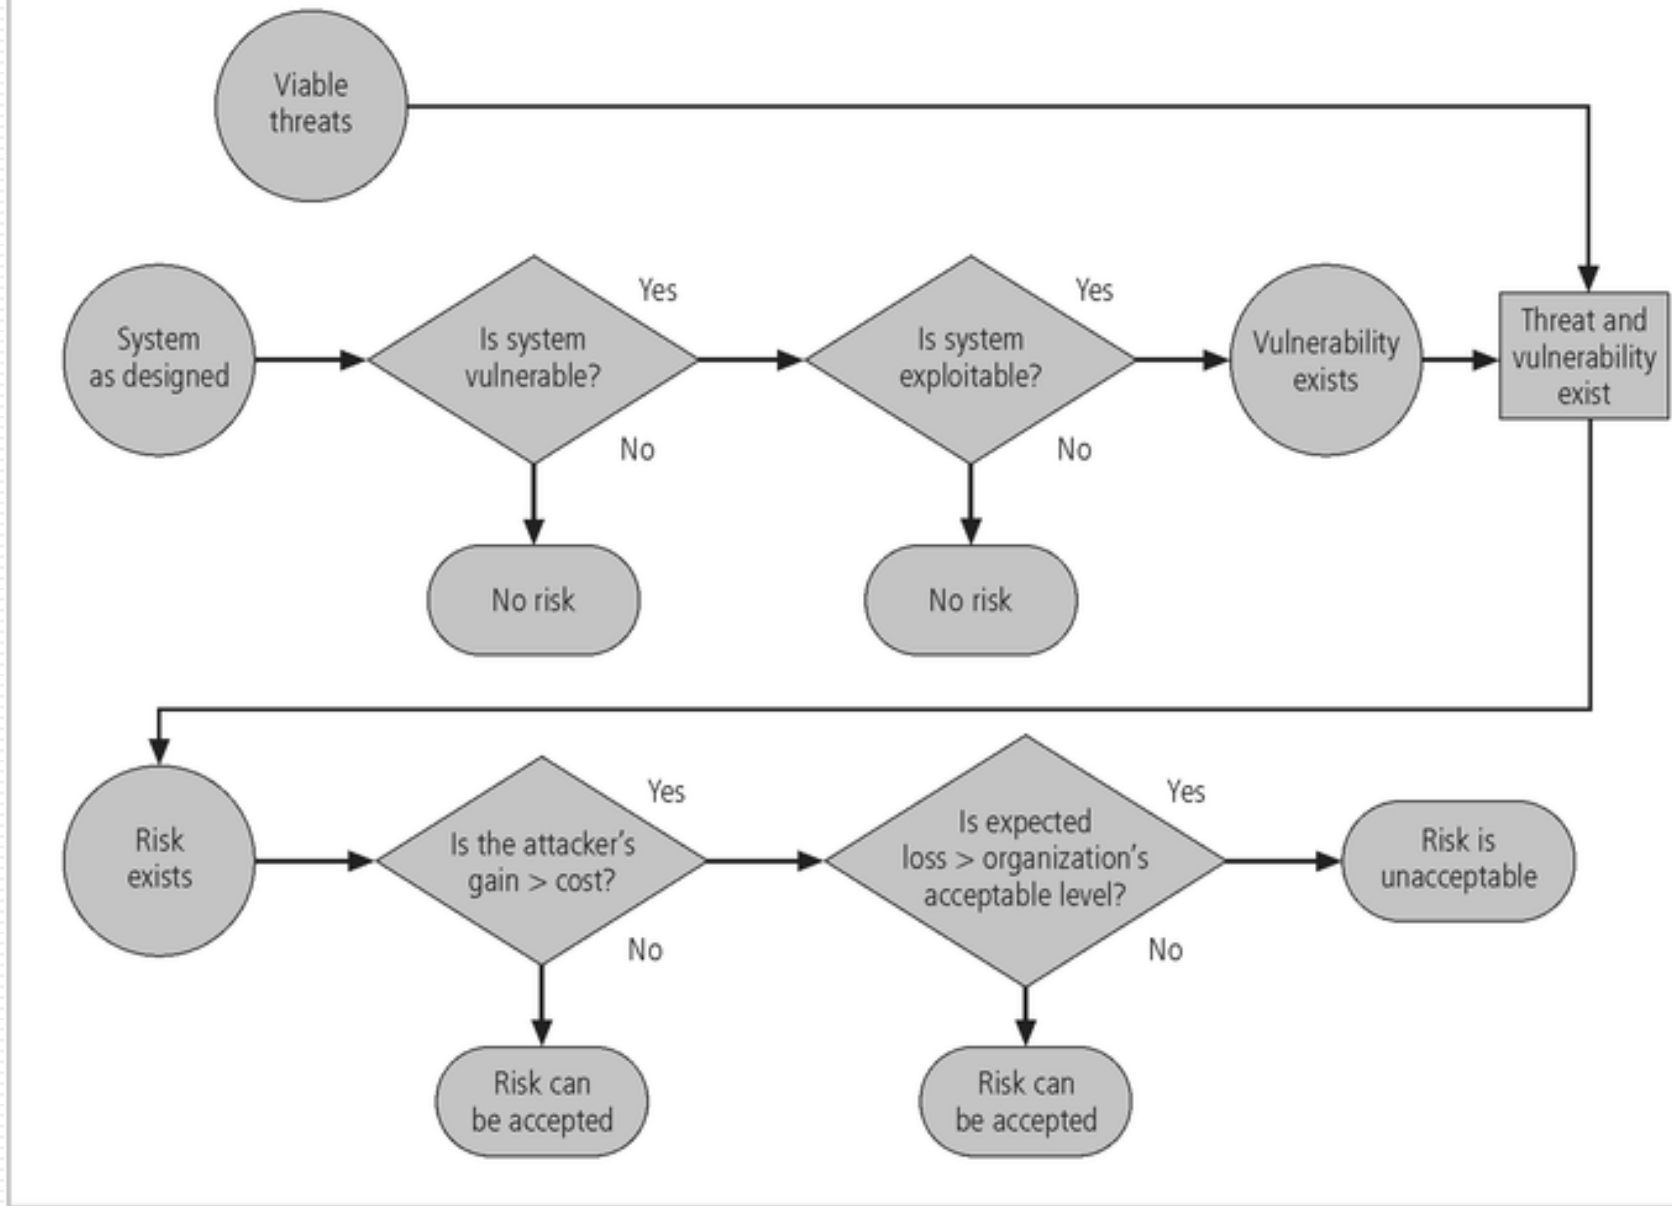 Viable
threats
System
as designed
Is system
vulnerable?
Yes
No
No risk
Is system
exploitable?
Yes
No
No risk
Vulnerability
exists
Threat and
vulnerability
exist
Risk
exists
Is the attacker’s
gain > cost?
Yes
No
Risk can
be accepted
Is expected
loss > organization’s
acceptable level?
Yes
No
Risk can
be accepted
Risk is
unacceptable